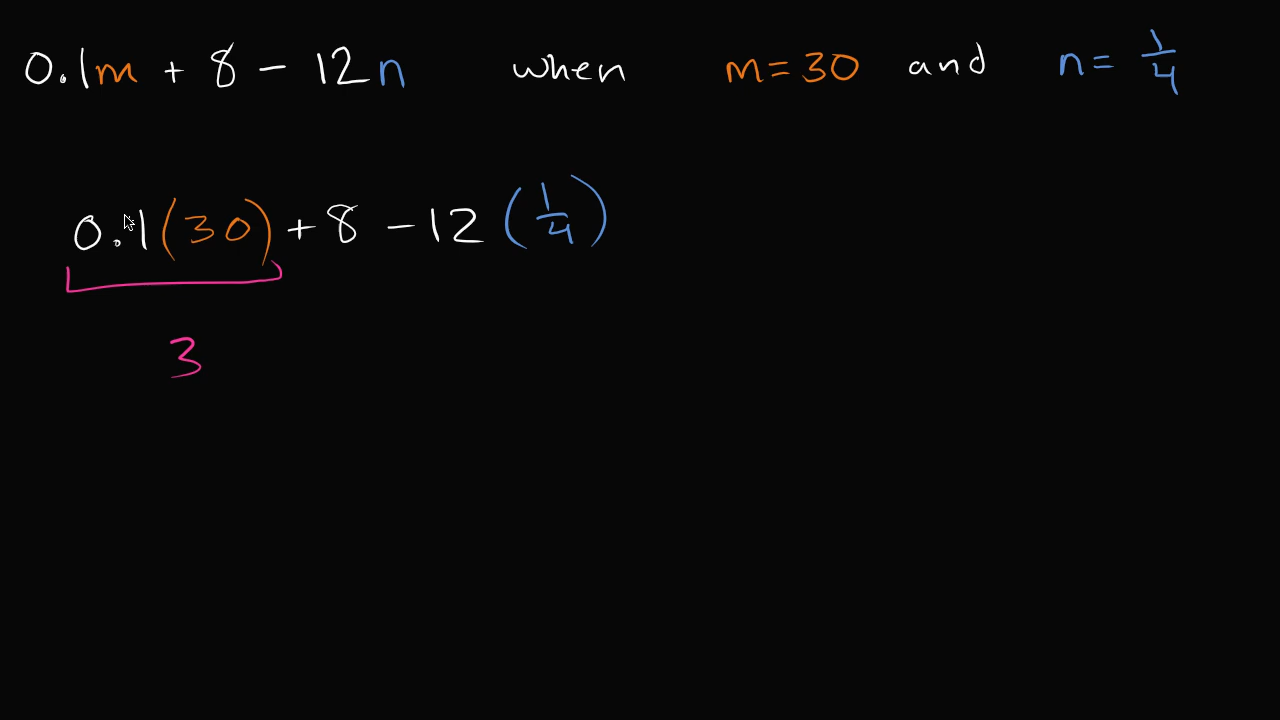 0.1m + 8 - 12n when m = 30 and n = 1/4
0.1(30) + 8 - 12(1/4)
3